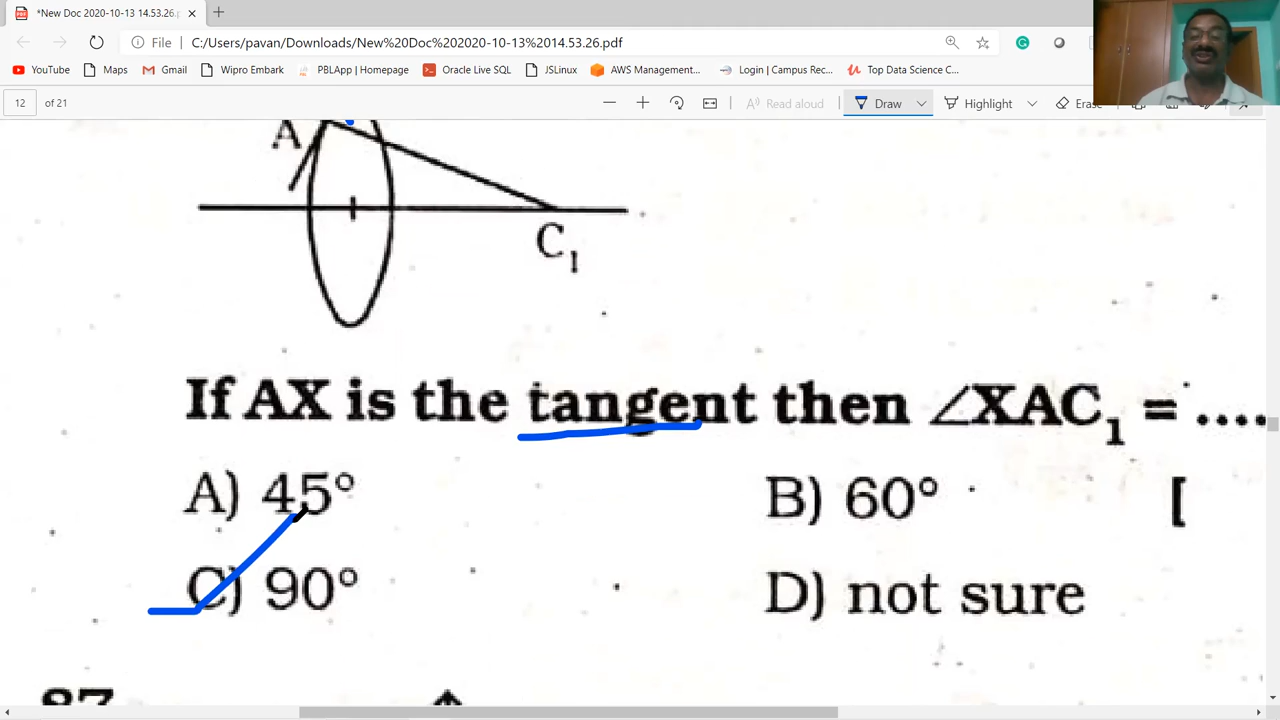 *New Doc 2020-10-13 14.53.26.p
File C:/Users/pavan/Downloads/New%20Doc%202020-10-13%2014.53.26.pdf
YouTube Maps Gmail Wipro Embark PBLApp | Homepage Oracle Live SQL JSLinux AWS Management... Login | Campus Rec... Top Data Science C...
12 of 21 Read aloud Draw Highlight Erase
A
C1
If AX is the tangent then ∠XAC1 = ....
A) 45° B) 60° [
C) 90° D) not sure
87